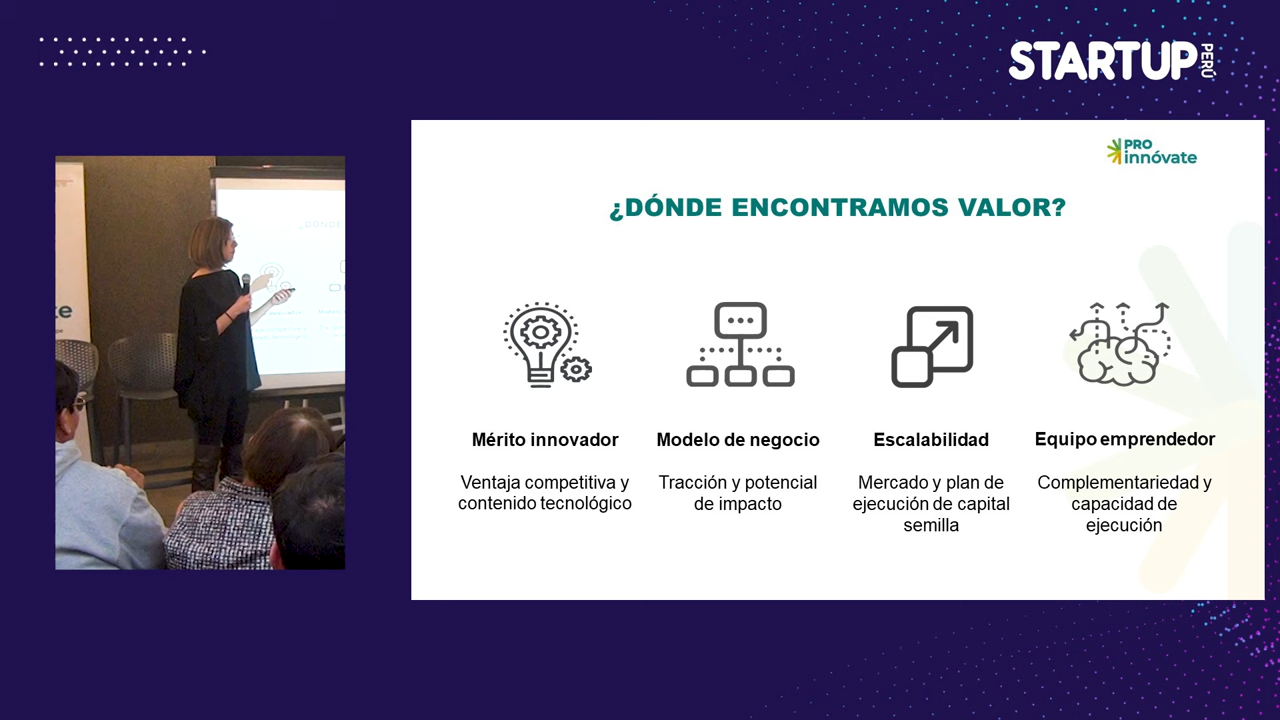 STARTUP PERÚ
PRO
innóvate
¿DÓNDE ENCONTRAMOS VALOR?
Mérito innovador
Ventaja competitiva y
contenido tecnológico
Modelo de negocio
Tracción y potencial
de impacto
Escalabilidad
Mercado y plan de
ejecución de capital
semilla
Equipo emprendedor
Complementariedad y
capacidad de
ejecución